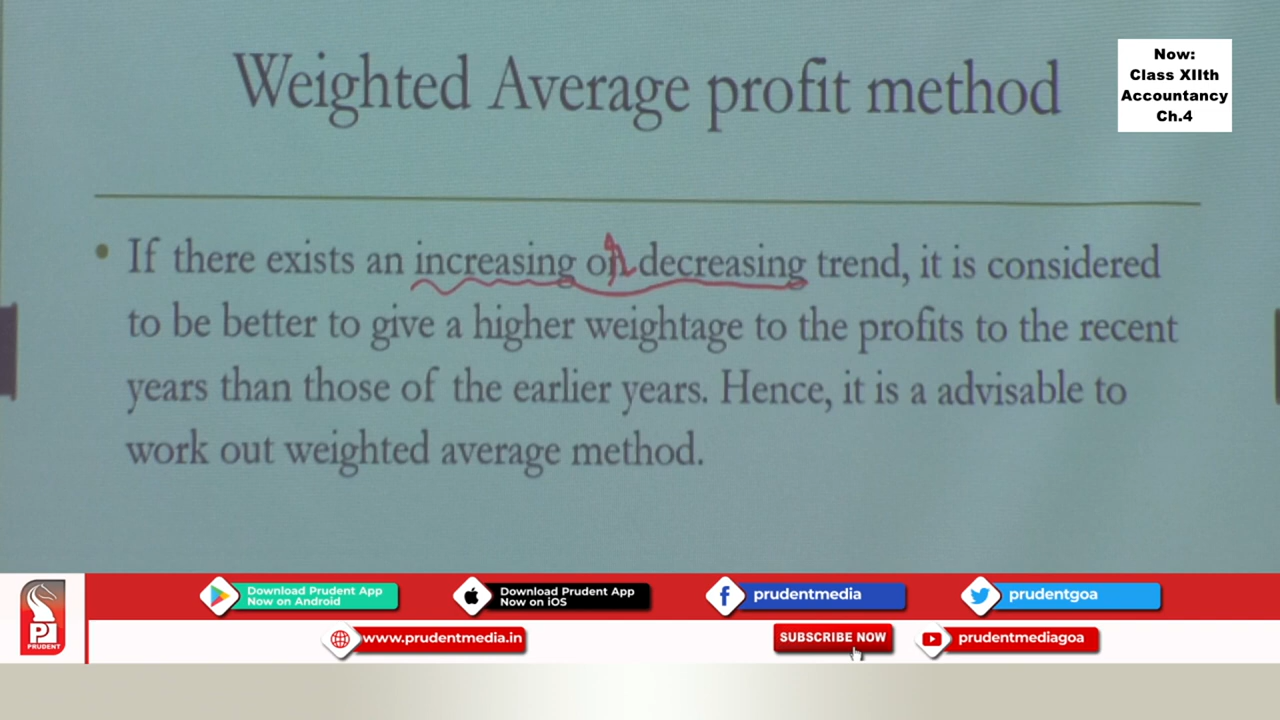 Weighted Average profit method
Now:
Class XIIth
Accountancy
Ch.4
• If there exists an increasing or decreasing trend, it is considered
to be better to give a higher weightage to the profits to the recent
years than those of the earlier years. Hence, it is a advisable to
work out weighted average method.
PRUDENT
Download Prudent App
Now on Android
Download Prudent App
Now on iOS
prudentmedia
prudentgoa
www.prudentmedia.in
SUBSCRIBE NOW
prudentmediagoa